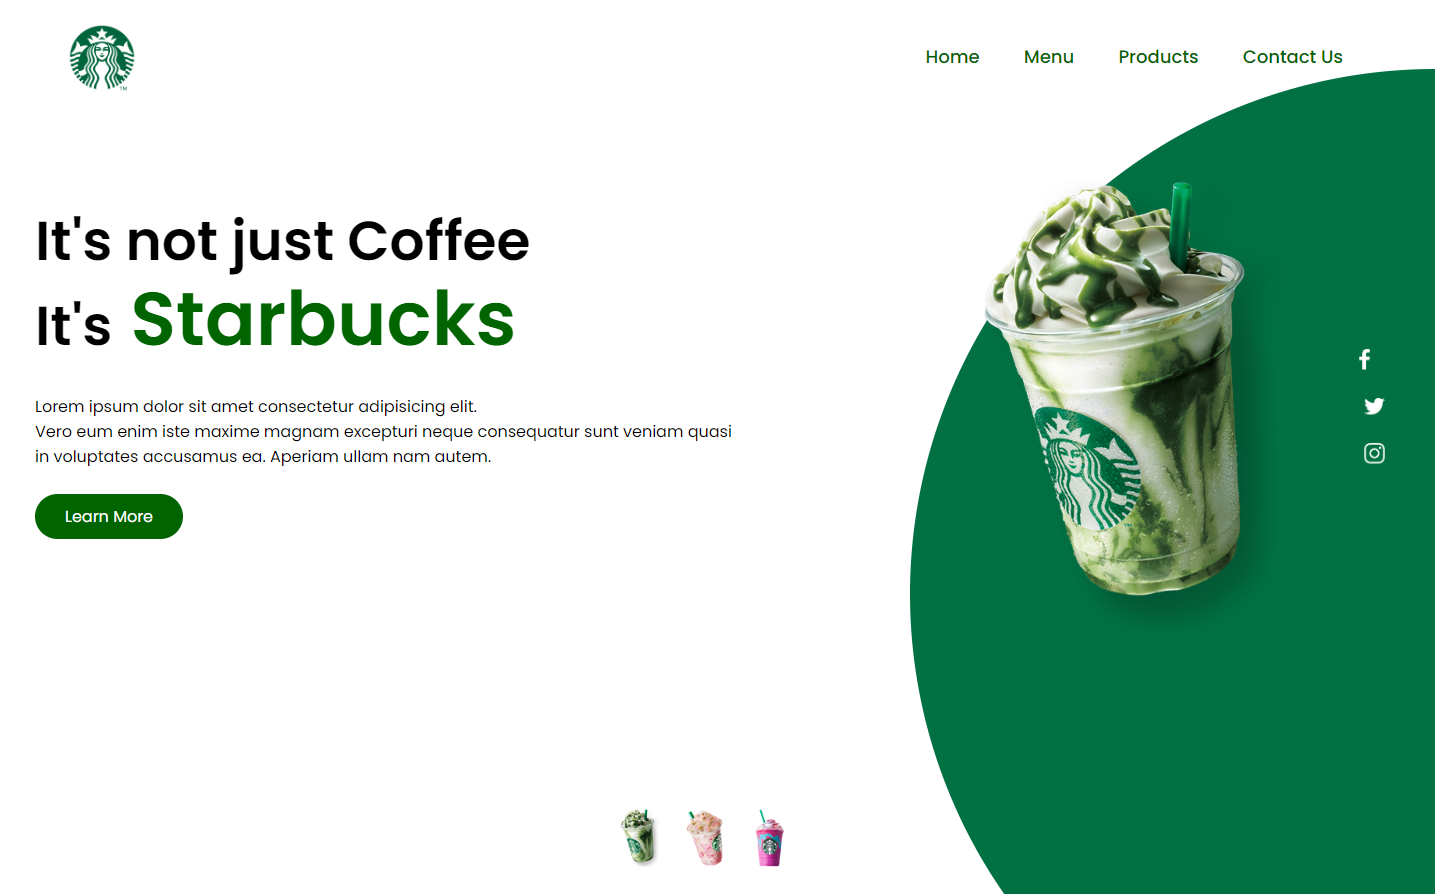 Home Menu Products Contact Us
It's not just Coffee
It's Starbucks
Lorem ipsum dolor sit amet consectetur adipisicing elit.
Vero eum enim iste maxime magnam excepturi neque consequatur sunt veniam quasi
in voluptates accusamus ea. Aperiam ullam nam autem.
Learn More